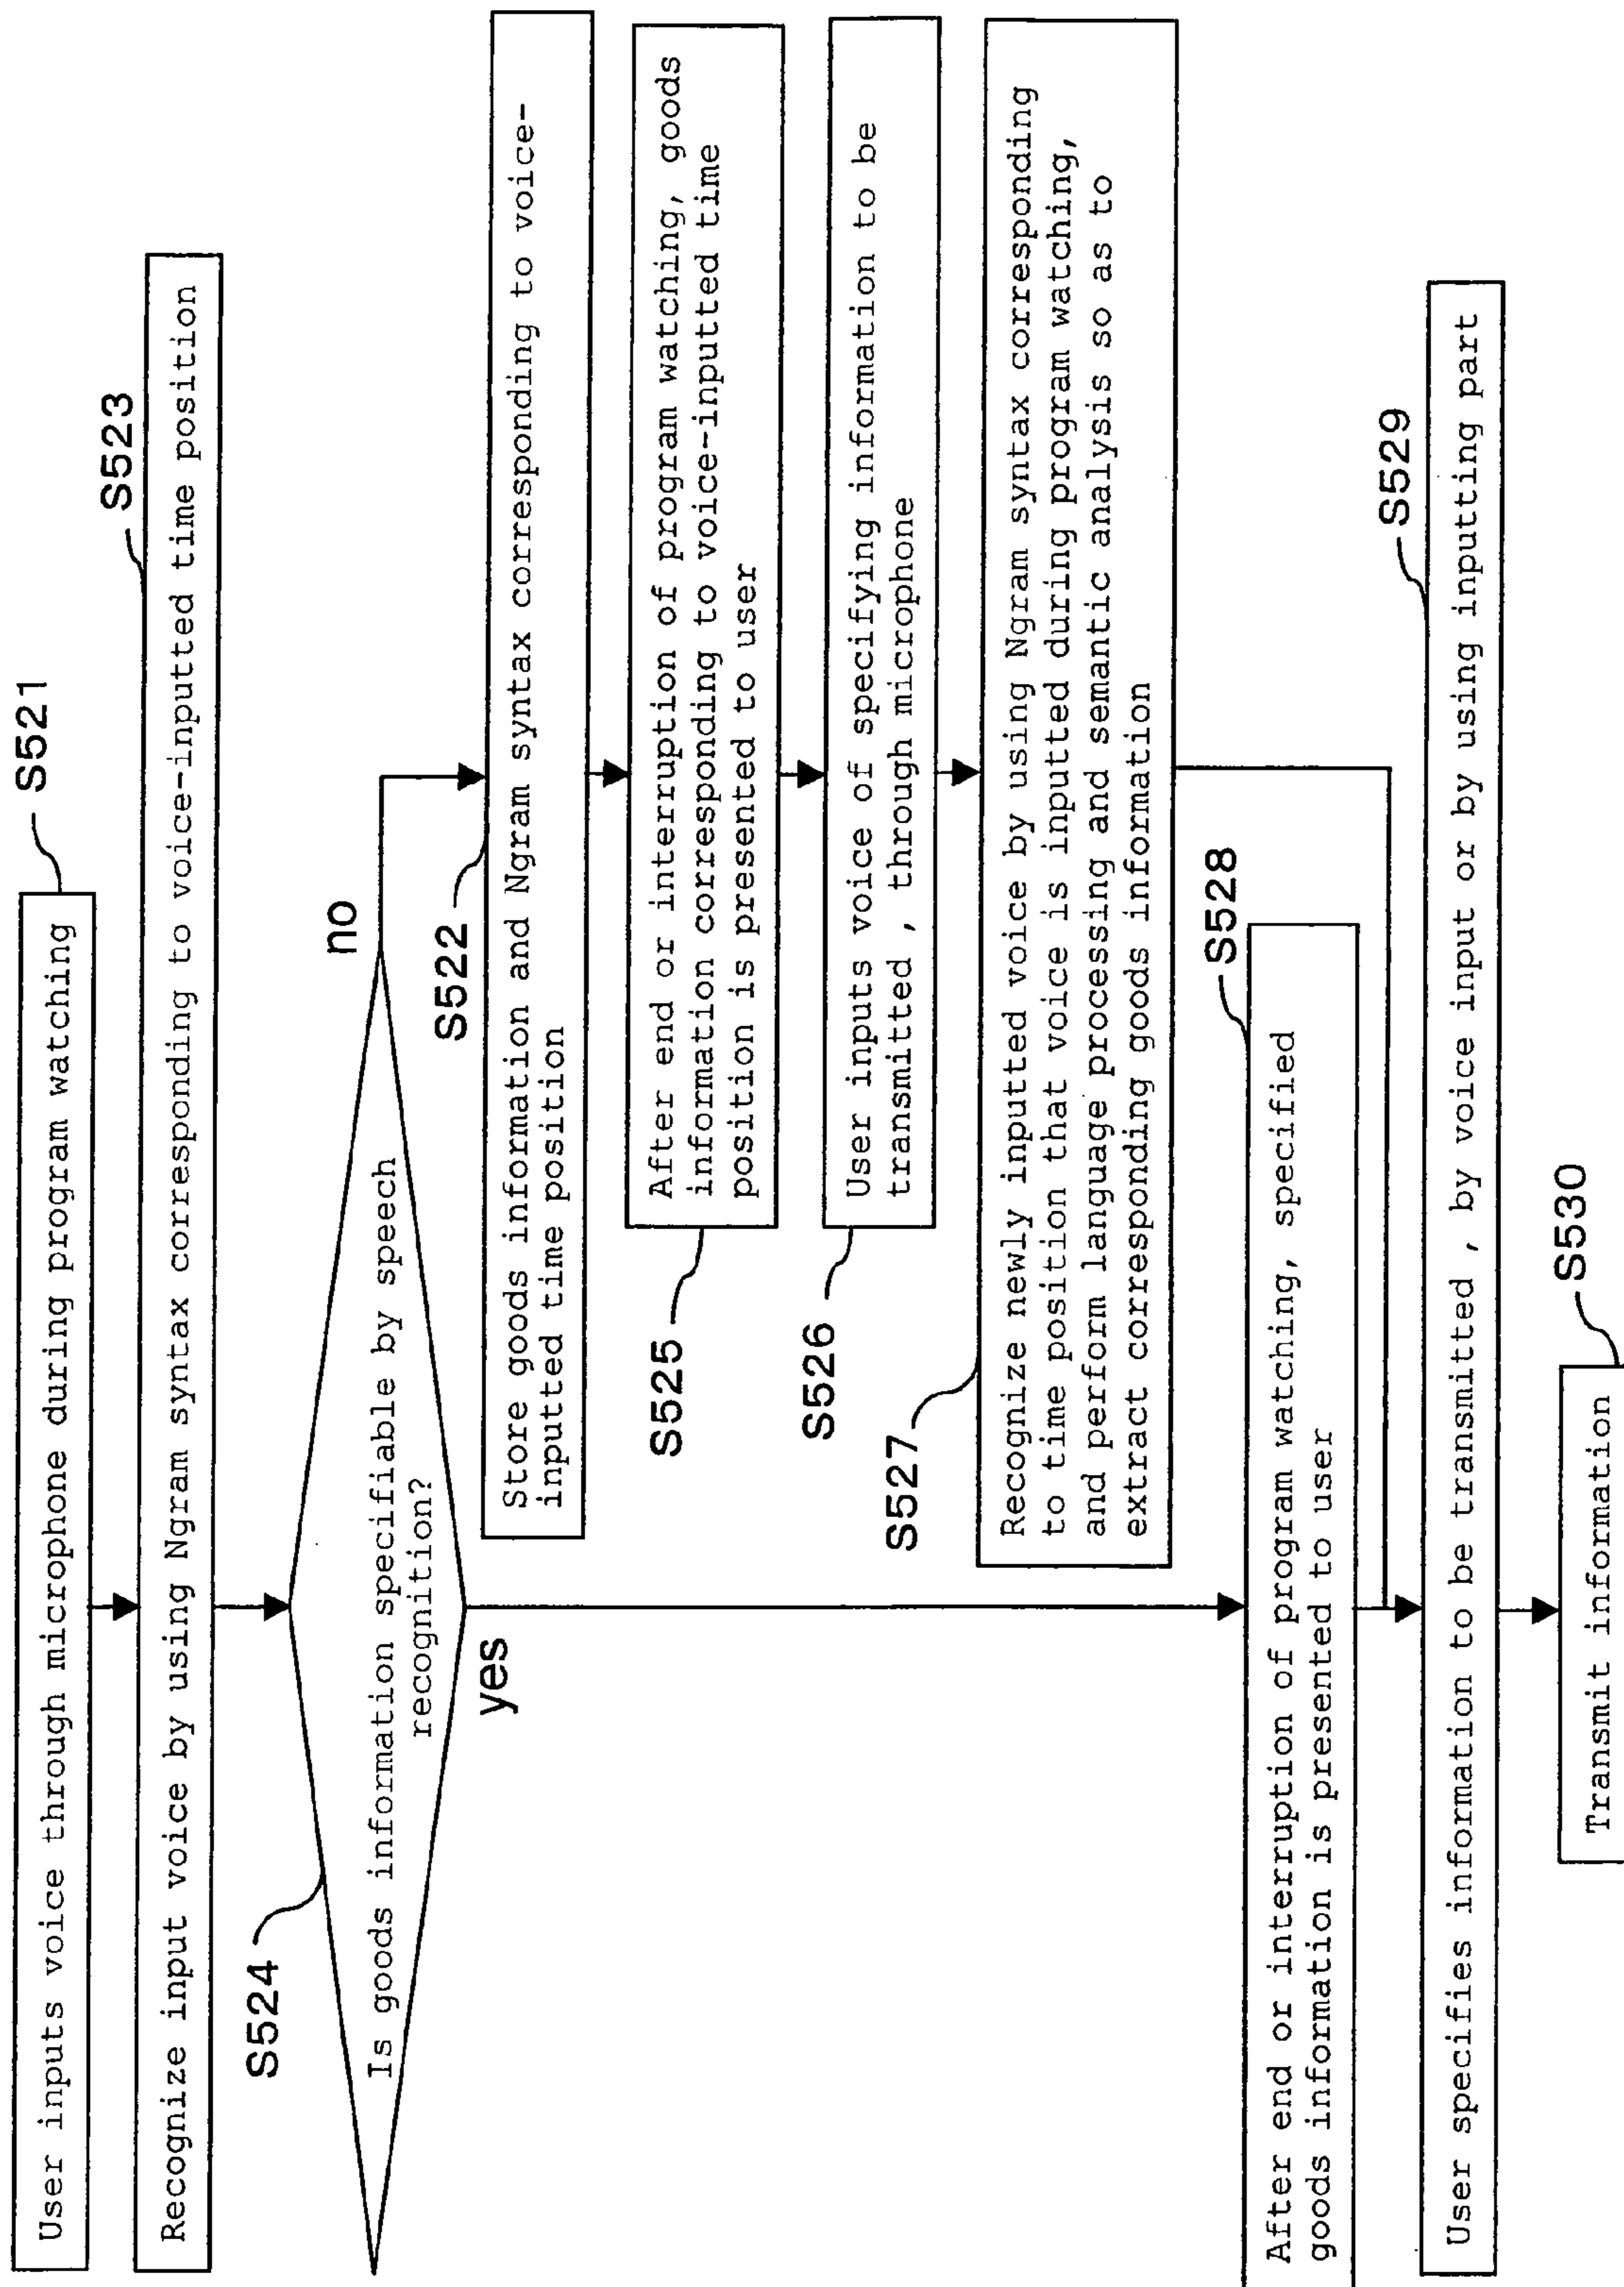 User inputs voice through microphone during program watching
S521
S523
Recognize input voice by using Ngram syntax corresponding to voice-inputted time position
S524
Is goods information specifiable by speech
recognition?
no
yes
S522
Store goods information and Ngram syntax corresponding to voice-
inputted time position
S525
After end or interruption of program watching, goods
information corresponding to voice-inputted time
position is presented to user
S526
User inputs voice of specifying information to be
transmitted , through microphone
S527
Recognize newly inputted voice by using Ngram syntax corresponding
to time position that voice is inputted during program watching,
and perform language processing and semantic analysis so as to
extract corresponding goods information
S528
After end or interruption of program watching, specified
goods information is presented to user
S529
User specifies information to be transmitted , by voice input or by using inputting part
S530
Transmit information